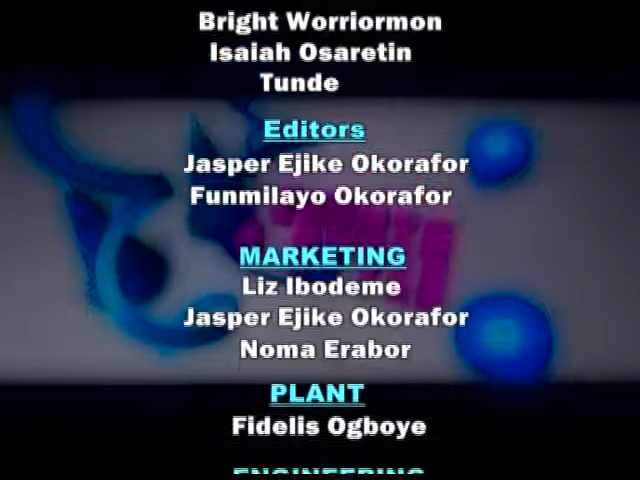 Bright Worriormon
Isaiah Osaretin
Tunde
Editors
Jasper Ejike Okorafor
Funmilayo Okorafor
MARKETING
Liz Ibodeme
Jasper Ejike Okorafor
Noma Erabor
PLANT
Fidelis Ogboye
ENGINEERING